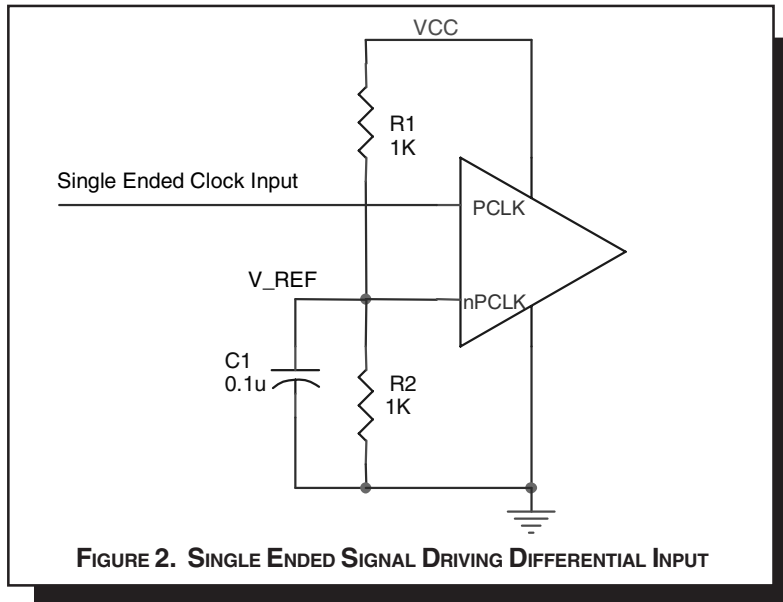 VCC
R1
1K
Single Ended Clock Input
PCLK
V_REF
nPCLK
C1
0.1u
R2
1K
FIGURE 2. SINGLE ENDED SIGNAL DRIVING DIFFERENTIAL INPUT